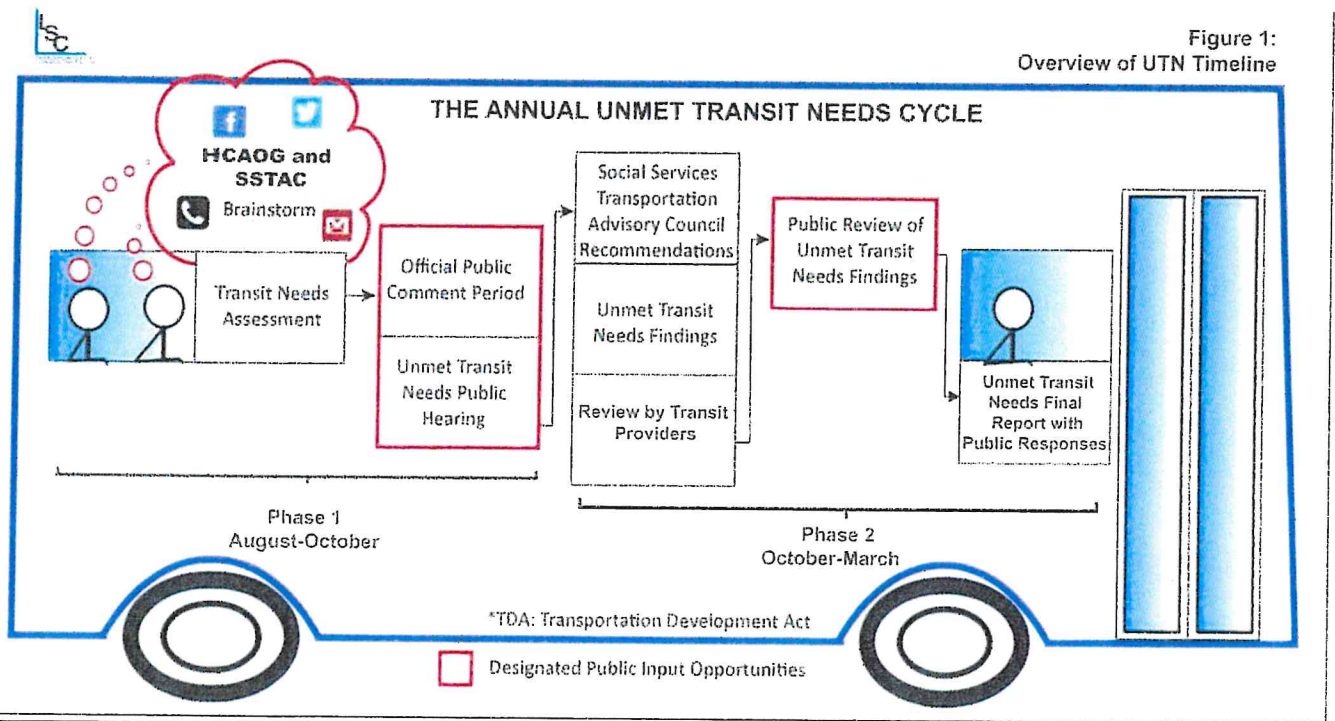 LSC
Figure 1:
Overview of UTN Timeline
THE ANNUAL UNMET TRANSIT NEEDS CYCLE
HCAOG and
SSTAC
Brainstorm
Transit Needs
Assessment
Official Public
Comment Period
Unmet Transit
Needs Public
Hearing
Social Services
Transportation
Advisory Council
Recommendations
Unmet Transit
Needs Findings
Review by Transit
Providers
Public Review of
Unmet Transit
Needs Findings
Unmet Transit
Needs Final
Report with
Public Responses
Phase 1
August-October
Phase 2
October-March
*TDA: Transportation Development Act
Designated Public Input Opportunities